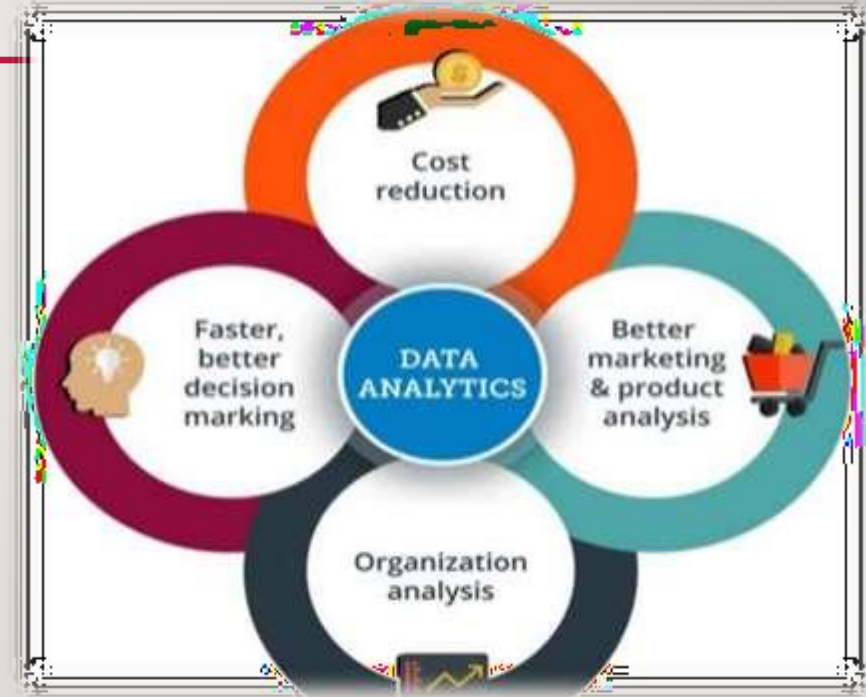 Cost
reduction
Faster,
better
decision
marking
DATA
ANALYTICS
Better
marketing
& product
analysis
Organization
analysis